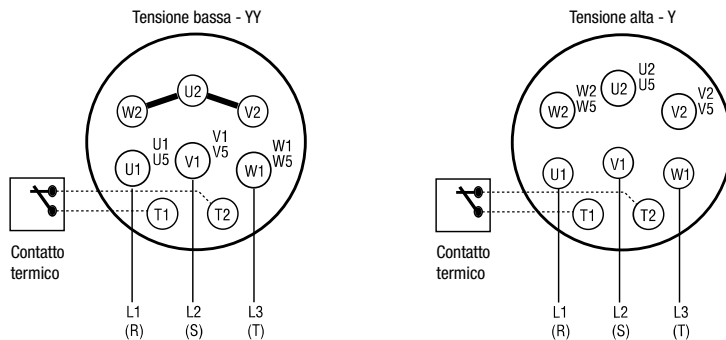 Tensione bassa - YY
U2
W2
V2
U1
U1
U5
V1
V1
V5
W1
W1
W5
T1
T2
Contatto
termico
L1
(R)
L2
(S)
L3
(T)
Tensione alta - Y
W2
W2
W5
U2
U2
U5
V2
V2
V5
U1
V1
W1
T1
T2
Contatto
termico
L1
(R)
L2
(S)
L3
(T)